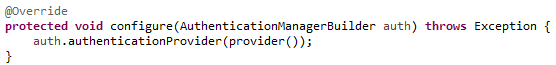 @Override
protected void configure(AuthenticationManagerBuilder auth) throws Exception {
    auth.authenticationProvider(provider());
}